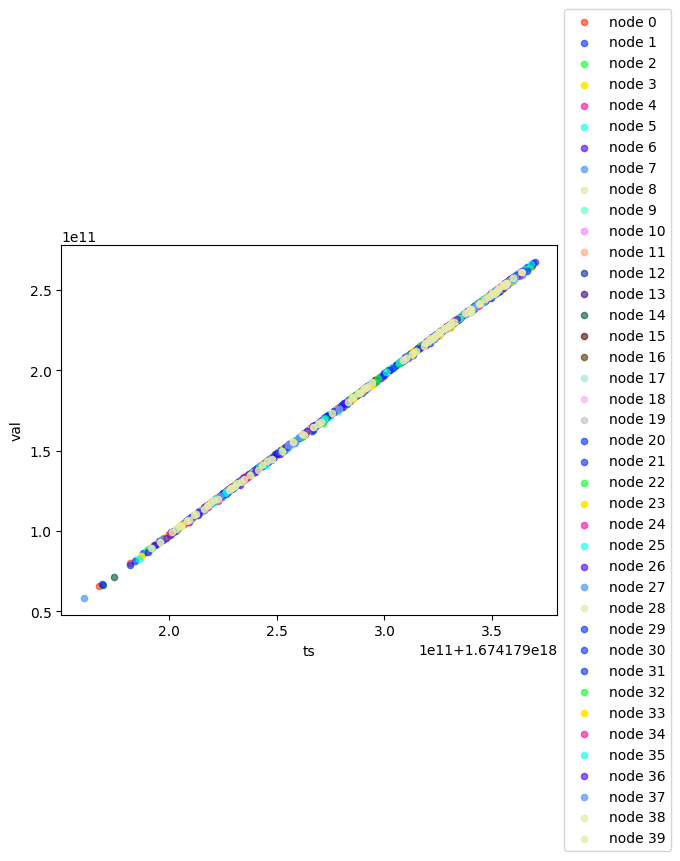 1e11
val
2.5
2.0
1.5
1.0
0.5
2.0 2.5 3.0 3.5
ts
1e11+1.674179e18
node 0
node 1
node 2
node 3
node 4
node 5
node 6
node 7
node 8
node 9
node 10
node 11
node 12
node 13
node 14
node 15
node 16
node 17
node 18
node 19
node 20
node 21
node 22
node 23
node 24
node 25
node 26
node 27
node 28
node 29
node 30
node 31
node 32
node 33
node 34
node 35
node 36
node 37
node 38
node 39